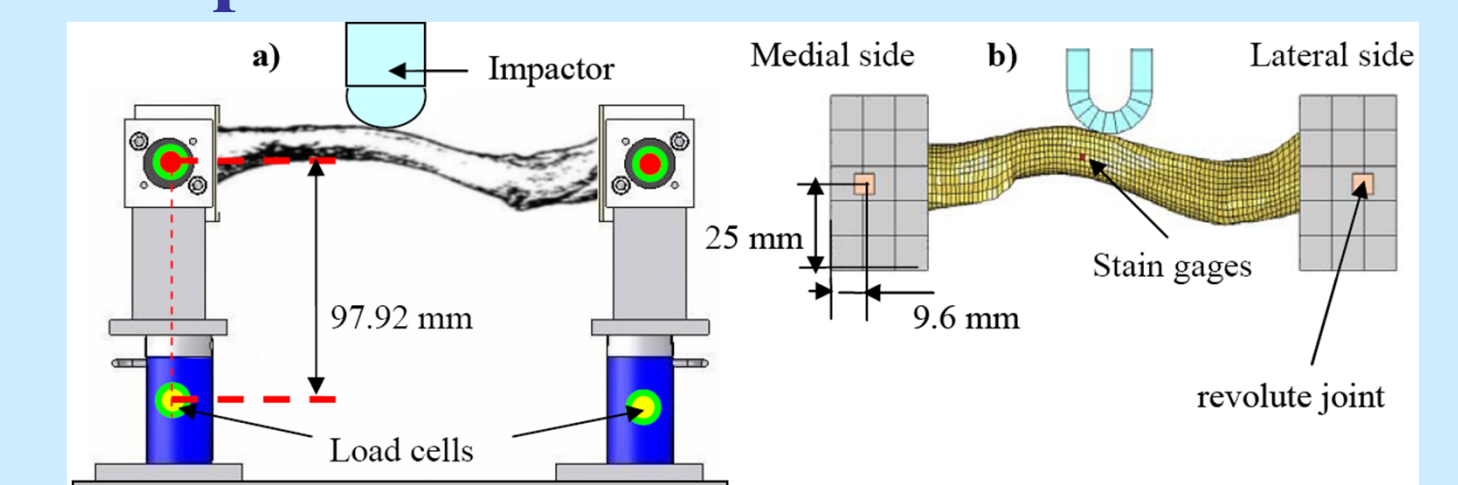 a)
Impactor
97.92 mm
Load cells
Medial side
b)
Lateral side
25 mm
Stain gages
9.6 mm
revolute joint